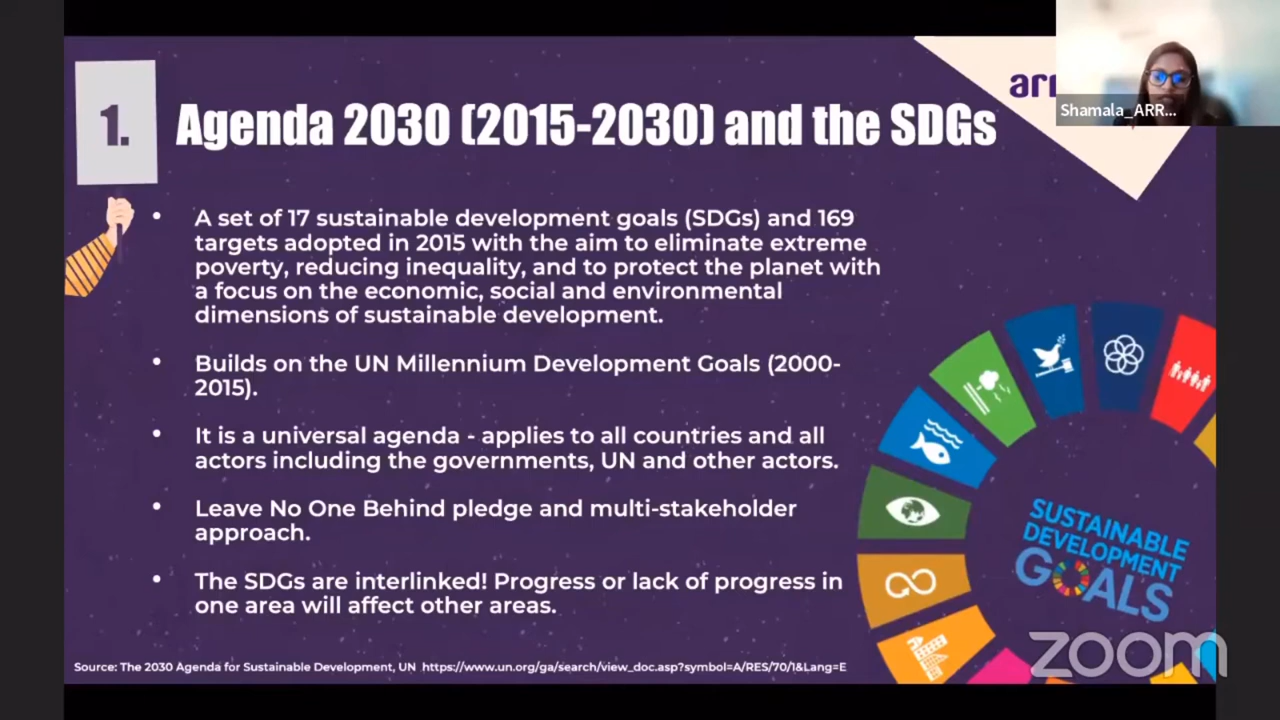 1.
Agenda 2030 (2015-2030) and the SDGs
arr
Shamala_ARR...
• A set of 17 sustainable development goals (SDGs) and 169
targets adopted in 2015 with the aim to eliminate extreme
poverty, reducing inequality, and to protect the planet with
a focus on the economic, social and environmental
dimensions of sustainable development.
• Builds on the UN Millennium Development Goals (2000-
2015).
• It is a universal agenda - applies to all countries and all
actors including the governments, UN and other actors.
• Leave No One Behind pledge and multi-stakeholder
approach.
• The SDGs are interlinked! Progress or lack of progress in
one area will affect other areas.
SUSTAINABLE
DEVELOPMENT
GOALS
zoom
Source: The 2030 Agenda for Sustainable Development, UN https://www.un.org/ga/search/view_doc.asp?symbol=A/RES/70/1&Lang=E